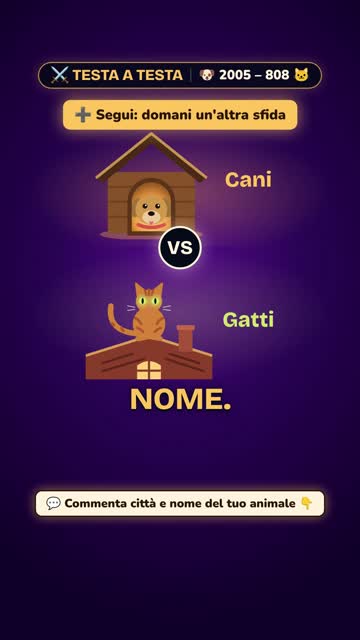 ⚔️ TESTA A TESTA | 🐶 2005 – 808 🐱
➕ Segui: domani un'altra sfida
Cani
VS
Gatti
NOME.
💬 Commenta città e nome del tuo animale 👇